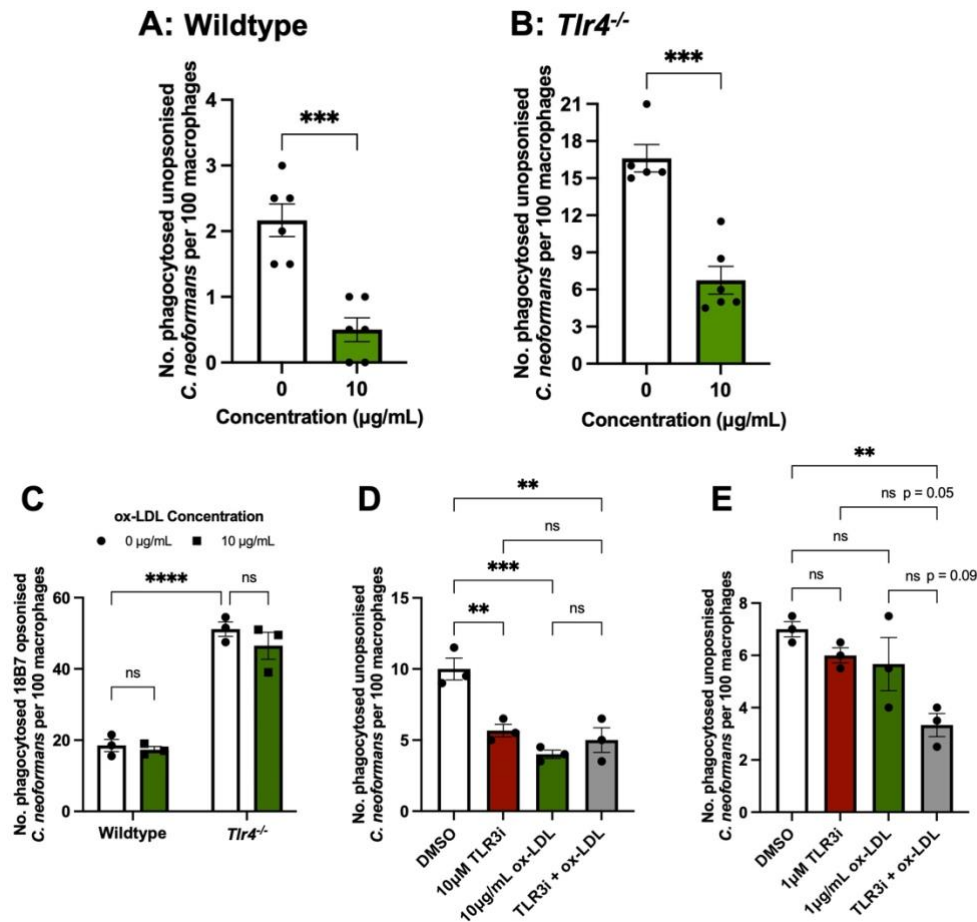 A: Wildtype
No. phagocytosed unopsonised
C. neoformans per 100 macrophages
4
3
2
1
0
***
0
10
Concentration (µg/mL)
B: Tlr4-/-
No. phagocytosed unopsonised
C. neoformans per 100 macrophages
21
18
15
12
9
6
3
0
***
0
10
Concentration (µg/mL)
C
ox-LDL Concentration
0 µg/mL
10 µg/mL
No. phagocytosed 18B7 opsonised
C. neoformans per 100 macrophages
60
40
20
0
****
ns
ns
Wildtype
Tlr4-/-
D
No. phagocytosed unopsonised
C. neoformans per 100 macrophages
15
10
5
0
**
ns
***
**
ns
DMSO
10µM TLR3i
10µg/mL ox-LDL
TLR3i + ox-LDL
E
No. phagocytosed unoposnised
C. neoformans per 100 macrophages
8
6
4
2
0
**
ns p = 0.05
ns
ns
ns p = 0.09
DMSO
1µM TLR3i
1µg/mL ox-LDL
TLR3i + ox-LDL